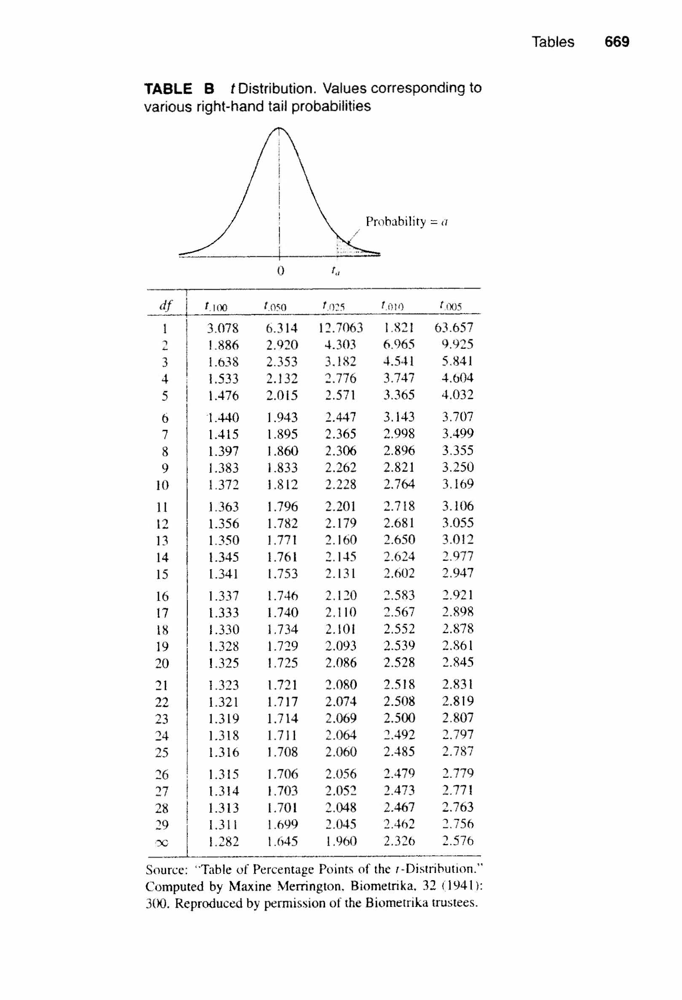 Tables 669
TABLE B t Distribution. Values corresponding to
various right-hand tail probabilities
Probability = a
0 tₐ
df t.100 t.050 t.025 t.010 t.005
1 3.078 6.314 12.7063 1.821 63.657
2 1.886 2.920 4.303 6.965 9.925
3 1.638 2.353 3.182 4.541 5.841
4 1.533 2.132 2.776 3.747 4.604
5 1.476 2.015 2.571 3.365 4.032
6 1.440 1.943 2.447 3.143 3.707
7 1.415 1.895 2.365 2.998 3.499
8 1.397 1.860 2.306 2.896 3.355
9 1.383 1.833 2.262 2.821 3.250
10 1.372 1.812 2.228 2.764 3.169
11 1.363 1.796 2.201 2.718 3.106
12 1.356 1.782 2.179 2.681 3.055
13 1.350 1.771 2.160 2.650 3.012
14 1.345 1.761 2.145 2.624 2.977
15 1.341 1.753 2.131 2.602 2.947
16 1.337 1.746 2.120 2.583 2.921
17 1.333 1.740 2.110 2.567 2.898
18 1.330 1.734 2.101 2.552 2.878
19 1.328 1.729 2.093 2.539 2.861
20 1.325 1.725 2.086 2.528 2.845
21 1.323 1.721 2.080 2.518 2.831
22 1.321 1.717 2.074 2.508 2.819
23 1.319 1.714 2.069 2.500 2.807
24 1.318 1.711 2.064 2.492 2.797
25 1.316 1.708 2.060 2.485 2.787
26 1.315 1.706 2.056 2.479 2.779
27 1.314 1.703 2.052 2.473 2.771
28 1.313 1.701 2.048 2.467 2.763
29 1.311 1.699 2.045 2.462 2.756
∞ 1.282 1.645 1.960 2.326 2.576
Source: "Table of Percentage Points of the t-Distribution."
Computed by Maxine Merrington, Biometrika, 32 (1941):
300. Reproduced by permission of the Biometrika trustees.